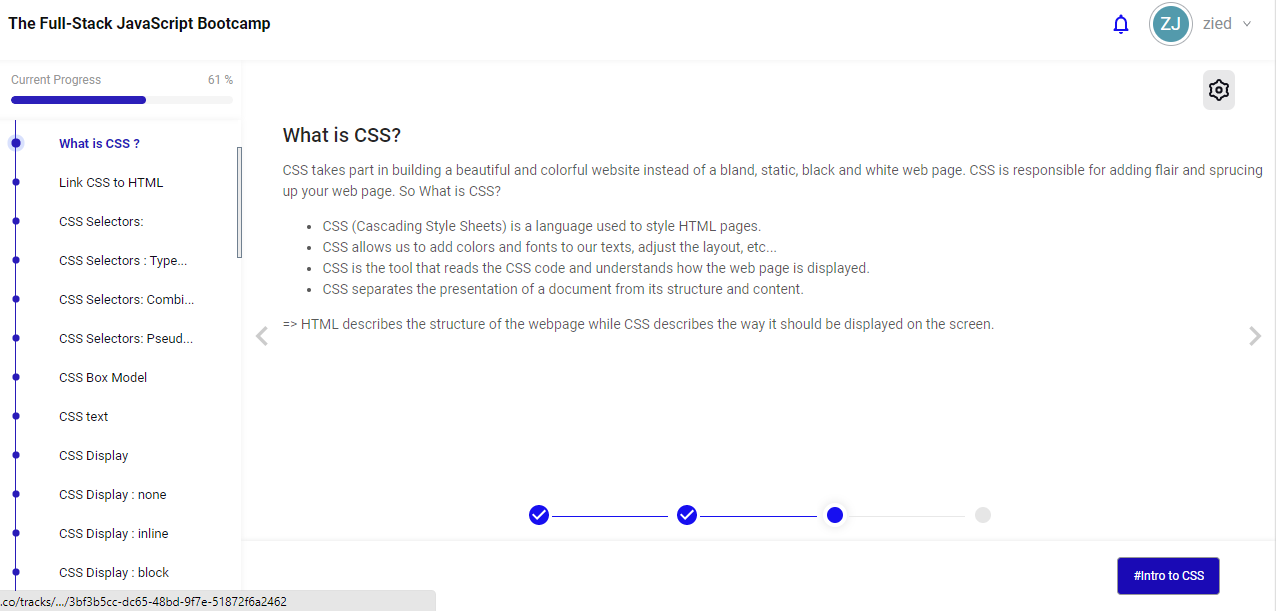 The Full-Stack JavaScript Bootcamp
ZJ
zied
Current Progress
61 %
What is CSS ?
Link CSS to HTML
CSS Selectors:
CSS Selectors : Type...
CSS Selectors: Combi...
CSS Selectors: Pseud...
CSS Box Model
CSS text
CSS Display
CSS Display : none
CSS Display : inline
CSS Display : block
What is CSS?
CSS takes part in building a beautiful and colorful website instead of a bland, static, black and white web page. CSS is responsible for adding flair and sprucing
up your web page. So What is CSS?
• CSS (Cascading Style Sheets) is a language used to style HTML pages.
• CSS allows us to add colors and fonts to our texts, adjust the layout, etc...
• CSS is the tool that reads the CSS code and understands how the web page is displayed.
• CSS separates the presentation of a document from its structure and content.
=> HTML describes the structure of the webpage while CSS describes the way it should be displayed on the screen.
#Intro to CSS
.co/tracks/.../3bf3b5cc-dc65-48bd-9f7e-51872f6a2462